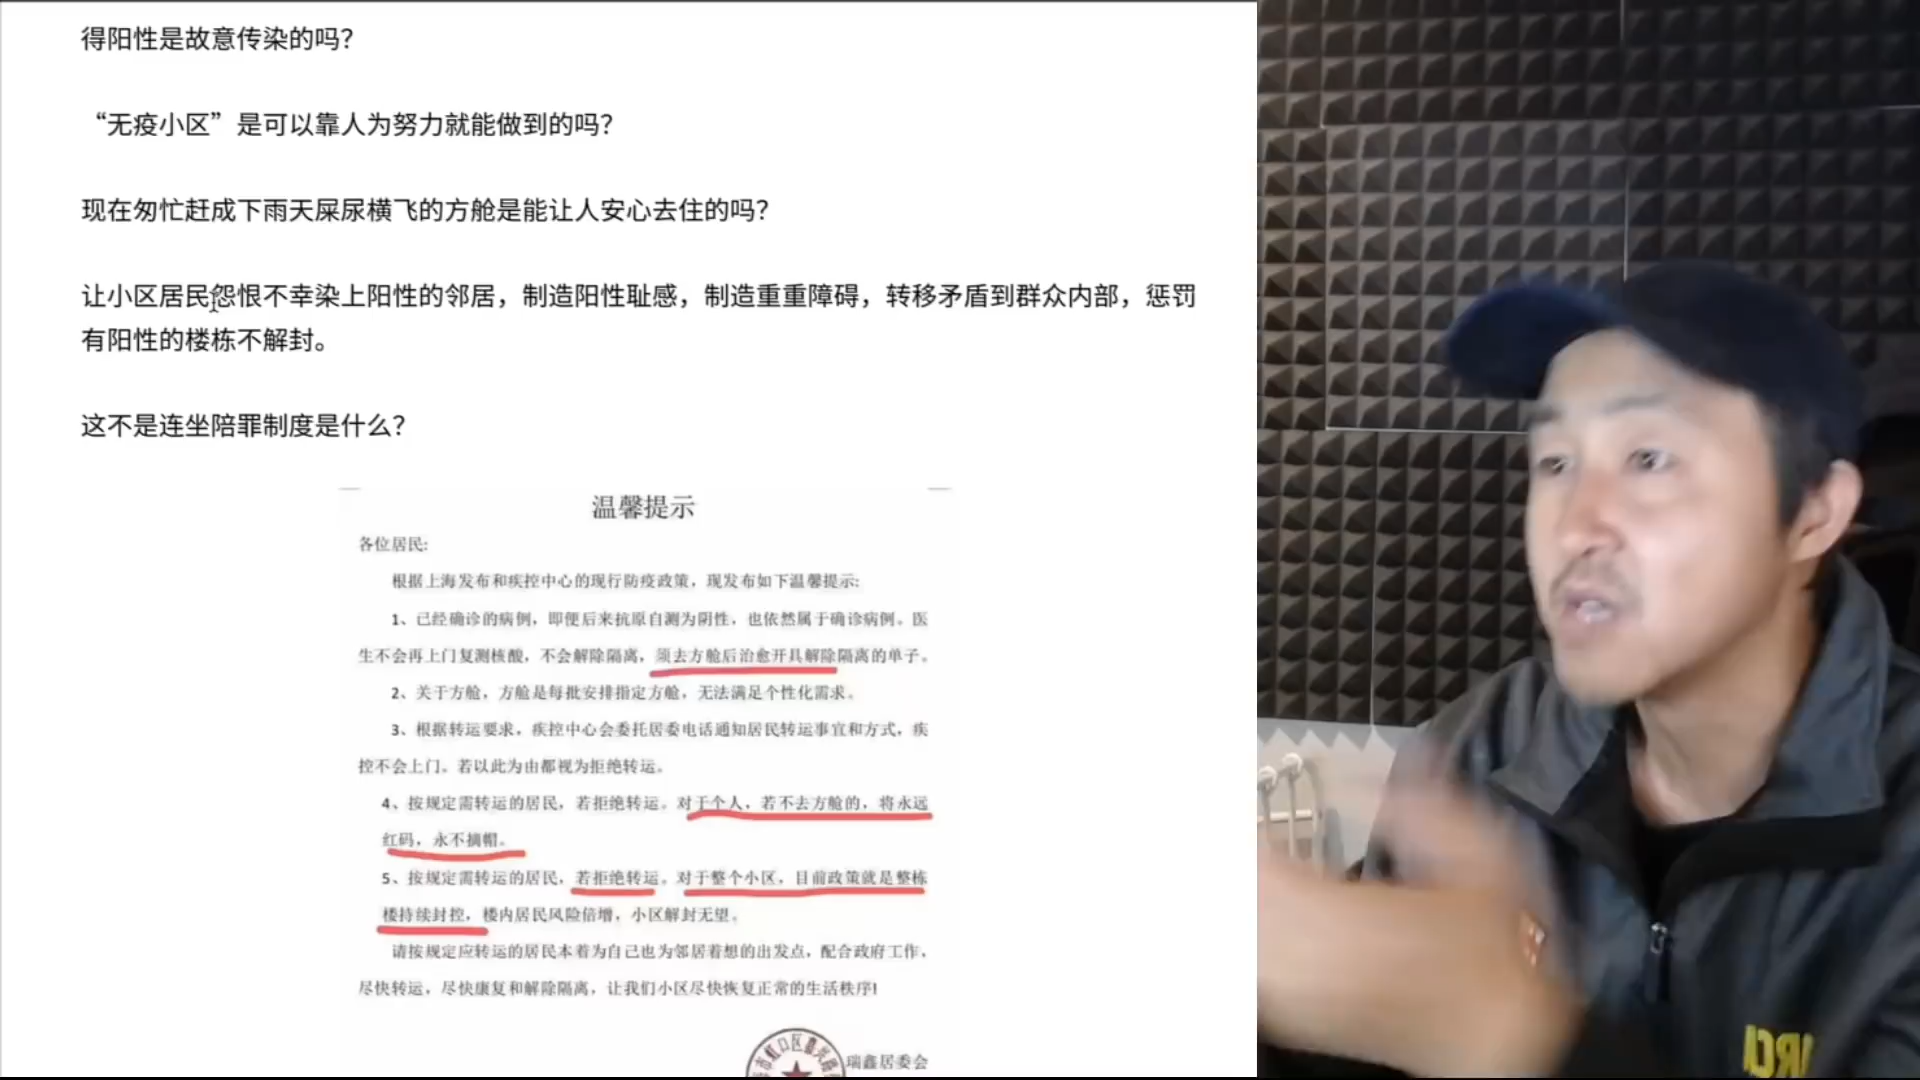 得阳性是故意传染的吗？
“无疫小区”是可以靠人为努力就能做到的吗？
现在匆忙赶成下雨天屎尿横飞的方舱是能让人安心去住的吗？
让小区居民怨恨不幸染上阳性的邻居，制造阳性耻感，制造重重障碍，转移矛盾到群众内部，惩罚
有阳性的楼栋不解封。
这不是连坐陪罪制度是什么？
温馨提示
各位居民：
根据上海发布和疾控中心的现行防疫政策，现发布如下温馨提示：
1、已经确诊的病例，即便后来抗原自测为阴性，也依然属于确诊病例。医
生不会再上门复测核酸，不会解除隔离，须去方舱后治愈开具解除隔离的单子。
2、关于方舱，方舱是每批安排指定方舱，无法满足个性化需求。
3、根据转运要求，疾控中心会委托居委电话通知居民转运事宜和方式，疾
控不会上门。若以此为由都视为拒绝转运。
4、按规定需转运的居民，若拒绝转运。对于个人，若不去方舱的，将永远
红码，永不摘帽。
5、按规定需转运的居民，若拒绝转运。对于整个小区，目前政策就是整栋
楼持续封控，楼内居民风险倍增，小区解封无望。
请按规定应转运的居民本着为自己也为邻居着想的出发点，配合政府工作，
尽快转运，尽快康复和解除隔离，让我们小区尽快恢复正常的生活秩序！
瑞鑫居委会